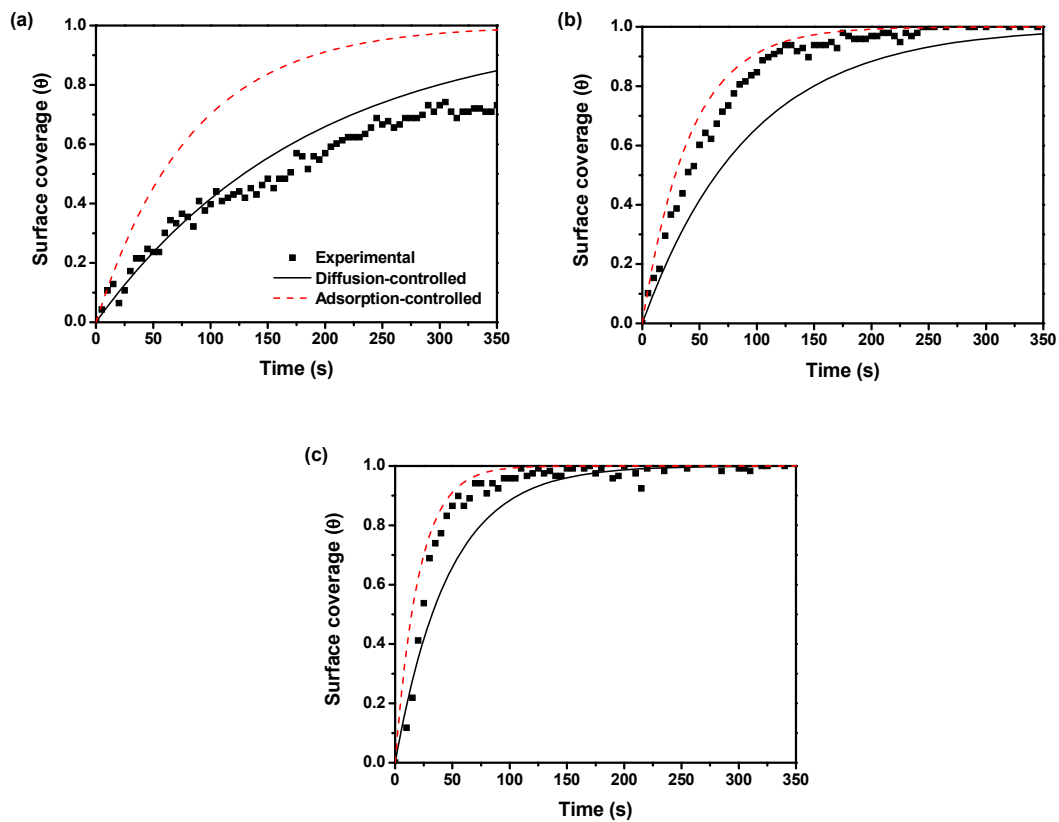 (a)
1.0
0.8
0.6
0.4
0.2
0.0
Surface coverage (θ)
Experimental
Diffusion-controlled
Adsorption-controlled
0 50 100 150 200 250 300 350
Time (s)
(b)
1.0
0.8
0.6
0.4
0.2
0.0
Surface coverage (θ)
0 50 100 150 200 250 300 350
Time (s)
(c)
1.0
0.8
0.6
0.4
0.2
0.0
Surface coverage (θ)
0 50 100 150 200 250 300 350
Time (s)